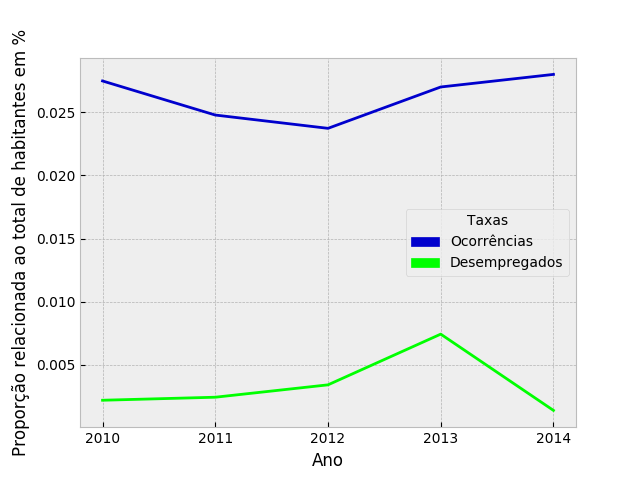 Proporção relacionada ao total de habitantes em %
0.025
0.020
0.015
0.010
0.005
Taxas
Ocorrências
Desempregados
2010 2011 2012 2013 2014
Ano